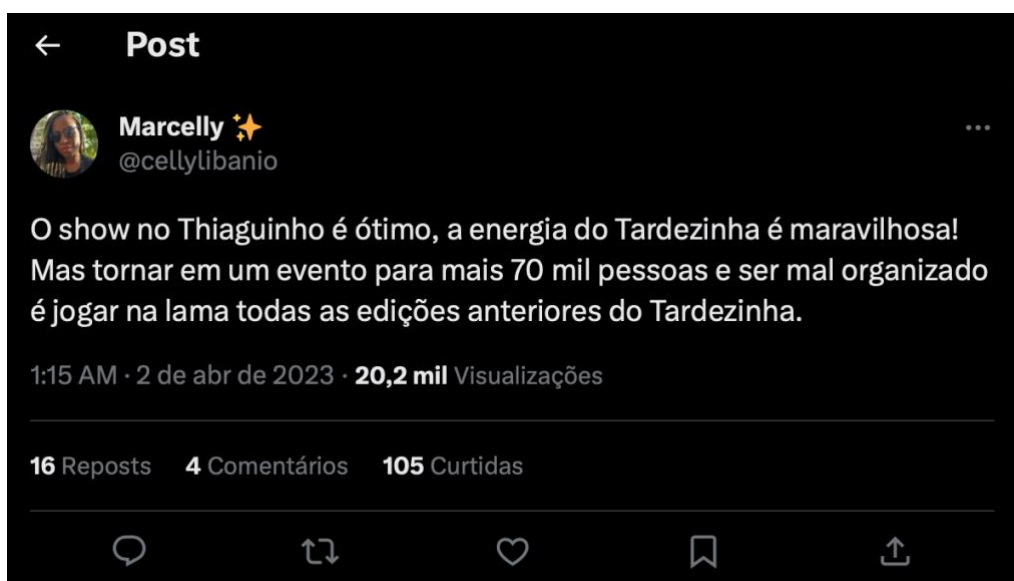 Post
Marcelly ✨
@cellylibanio
O show no Thiaguinho é ótimo, a energia do Tardezinha é maravilhosa!
Mas tornar em um evento para mais 70 mil pessoas e ser mal organizado
é jogar na lama todas as edições anteriores do Tardezinha.
1:15 AM · 2 de abr de 2023 · 20,2 mil Visualizações
16 Reposts 4 Comentários 105 Curtidas